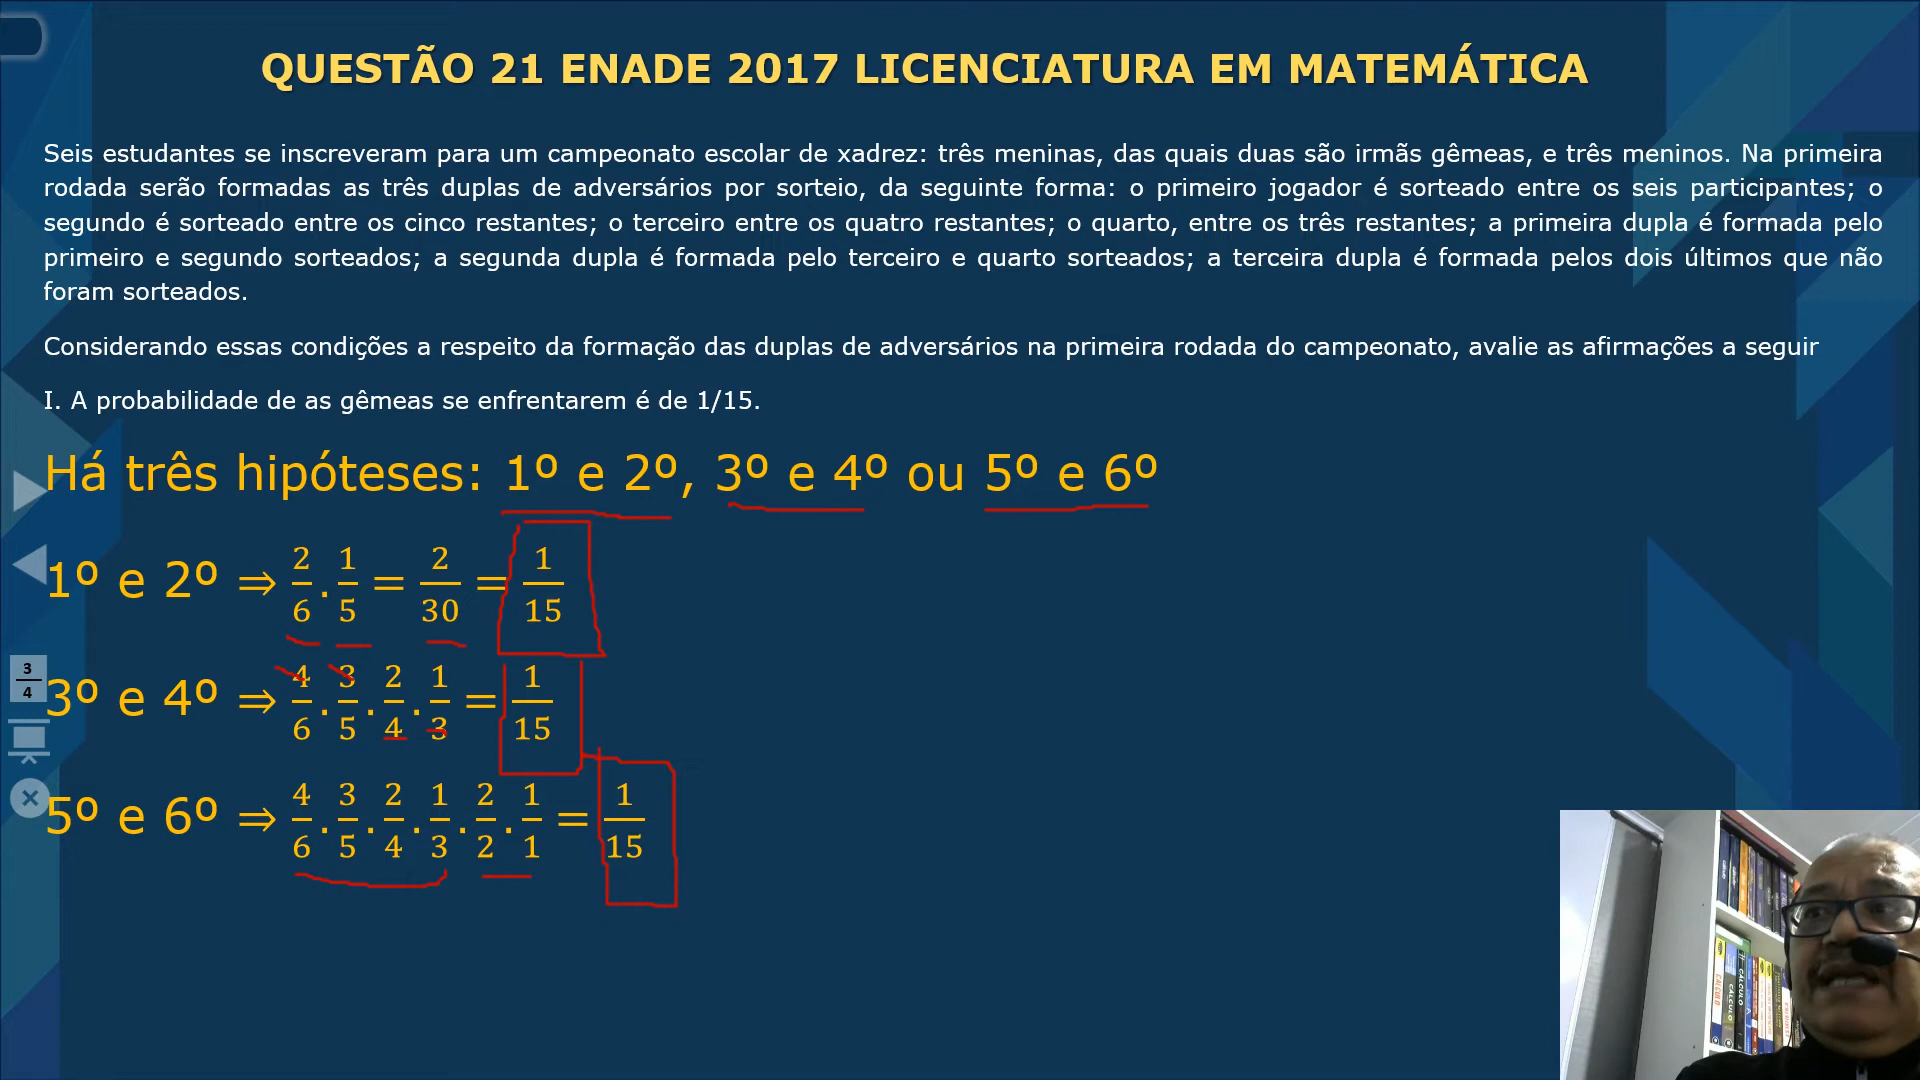 QUESTÃO 21 ENADE 2017 LICENCIATURA EM MATEMÁTICA
Seis estudantes se inscreveram para um campeonato escolar de xadrez: três meninas, das quais duas são irmãs gêmeas, e três meninos. Na primeira
rodada serão formadas as três duplas de adversários por sorteio, da seguinte forma: o primeiro jogador é sorteado entre os seis participantes; o
segundo é sorteado entre os cinco restantes; o terceiro entre os quatro restantes; o quarto, entre os três restantes; a primeira dupla é formada pelo
primeiro e segundo sorteados; a segunda dupla é formada pelo terceiro e quarto sorteados; a terceira dupla é formada pelos dois últimos que não
foram sorteados.
Considerando essas condições a respeito da formação das duplas de adversários na primeira rodada do campeonato, avalie as afirmações a seguir
I. A probabilidade de as gêmeas se enfrentarem é de 1/15.
Há três hipóteses: 1º e 2º, 3º e 4º ou 5º e 6º
1º e 2º ⇒ 2/6 . 1/5 = 2/30 = 1/15
3/4
3º e 4º ⇒ 4/6 . 3/5 . 2/4 . 1/3 = 1/15
5º e 6º ⇒ 4/6 . 3/5 . 2/4 . 1/3 . 2/2 . 1/1 = 1/15
CÁLCULO
CÁLCULO